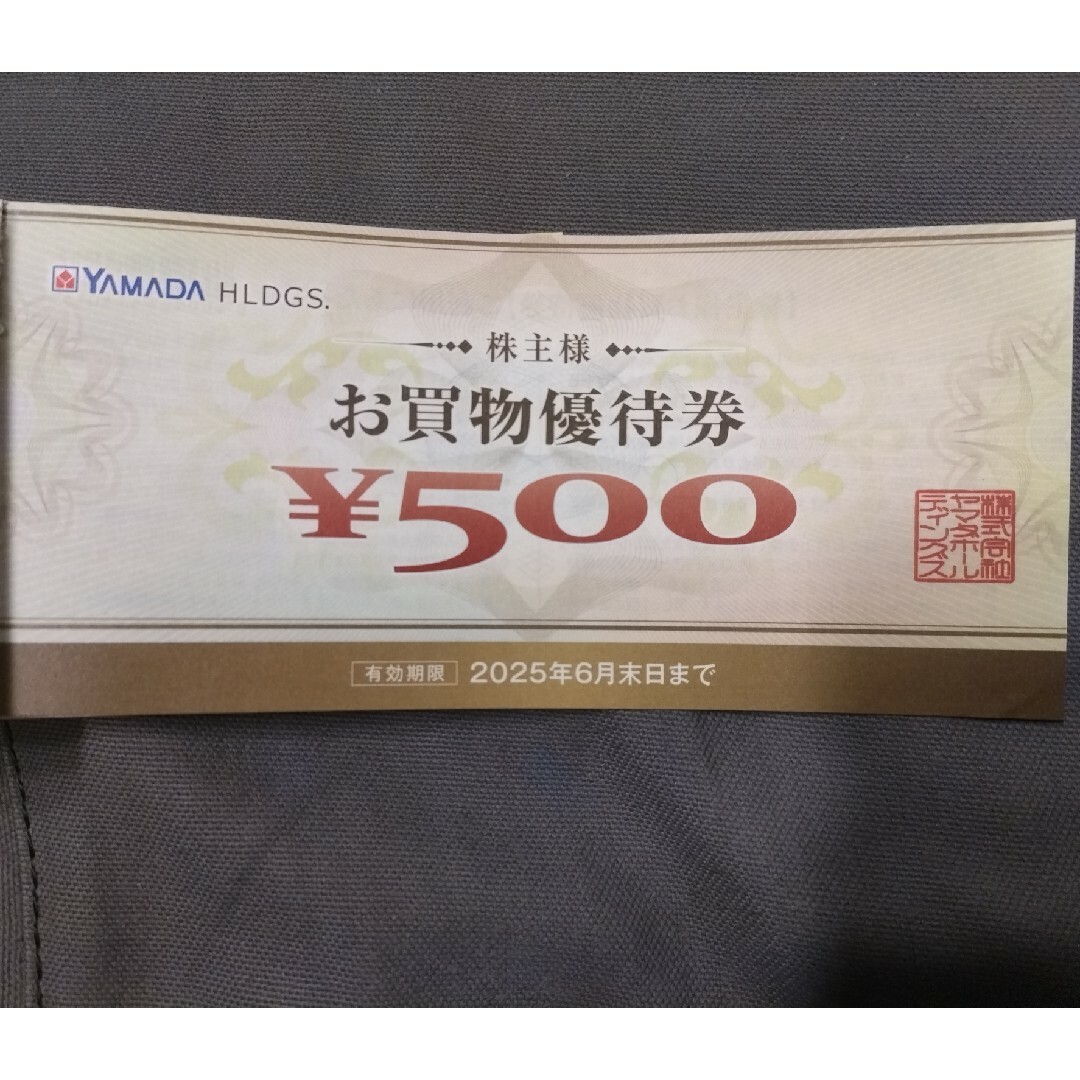 YAMADA HLDGS.
株主様
お買物優待券
¥500
株式会社
ヤマダホール
ディングス
有効期限 2025年6月末日まで